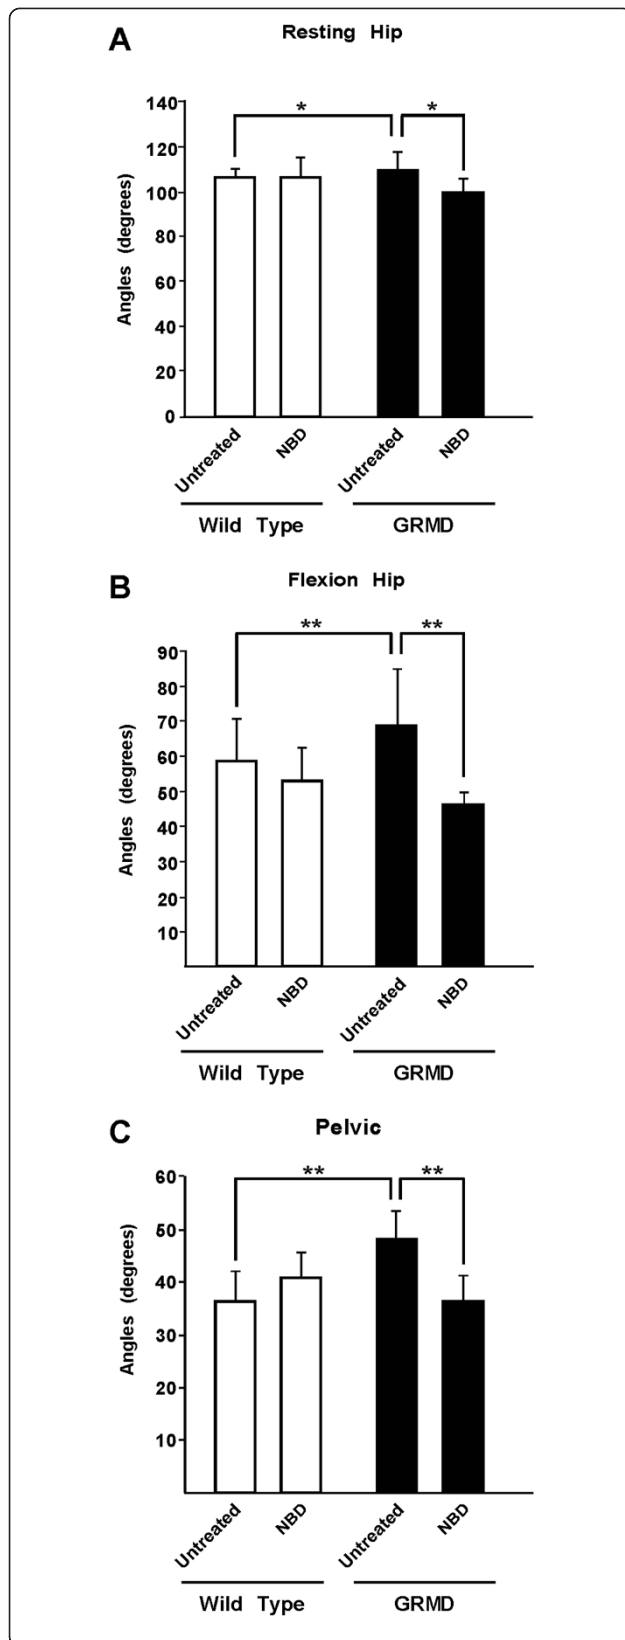 A
Resting Hip
*
*
Angles (degrees)
140
120
100
80
60
40
20
0
Untreated
NBD
Untreated
NBD
Wild Type
GRMD
B
Flexion Hip
**
**
Angles (degrees)
90
80
70
60
50
40
30
20
10
Untreated
NBD
Untreated
NBD
Wild Type
GRMD
C
Pelvic
**
**
Angles (degrees)
60
50
40
30
20
10
Untreated
NBD
Untreated
NBD
Wild Type
GRMD